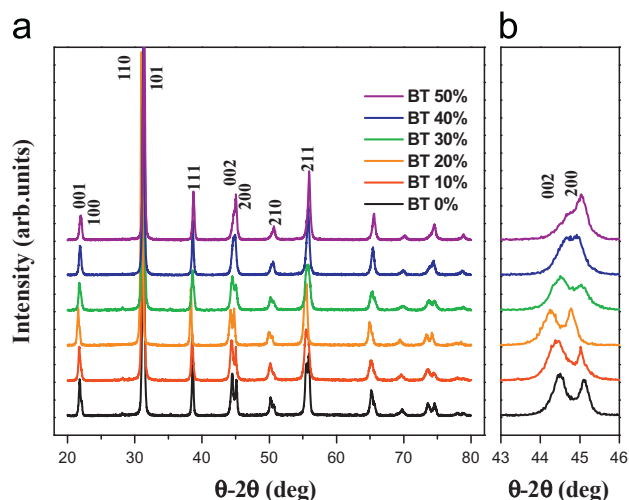 a
b
110
101
BT 50%
BT 40%
BT 30%
BT 20%
BT 10%
BT 0%
001
100
111
002
200
210
211
002
200
Intensity (arb.units)
20 30 40 50 60 70 80
43 44 45 46
θ-2θ (deg)
θ-2θ (deg)